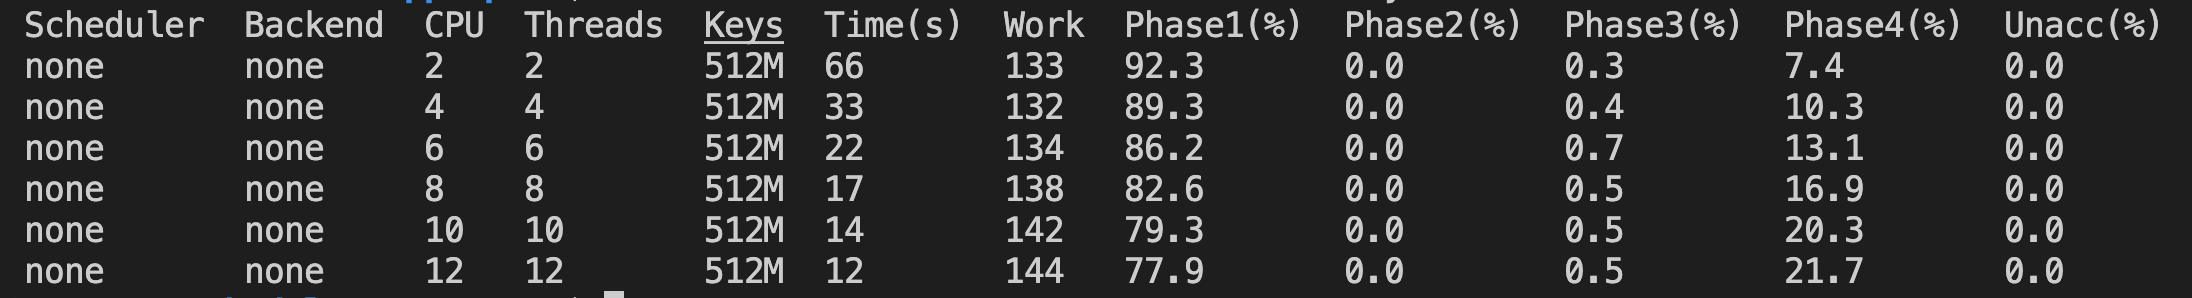 Scheduler Backend CPU Threads Keys Time(s) Work Phase1(%) Phase2(%) Phase3(%) Phase4(%) Unacc(%)
none none 2 2 512M 66 133 92.3 0.0 0.3 7.4 0.0
none none 4 4 512M 33 132 89.3 0.0 0.4 10.3 0.0
none none 6 6 512M 22 134 86.2 0.0 0.7 13.1 0.0
none none 8 8 512M 17 138 82.6 0.0 0.5 16.9 0.0
none none 10 10 512M 14 142 79.3 0.0 0.5 20.3 0.0
none none 12 12 512M 12 144 77.9 0.0 0.5 21.7 0.0